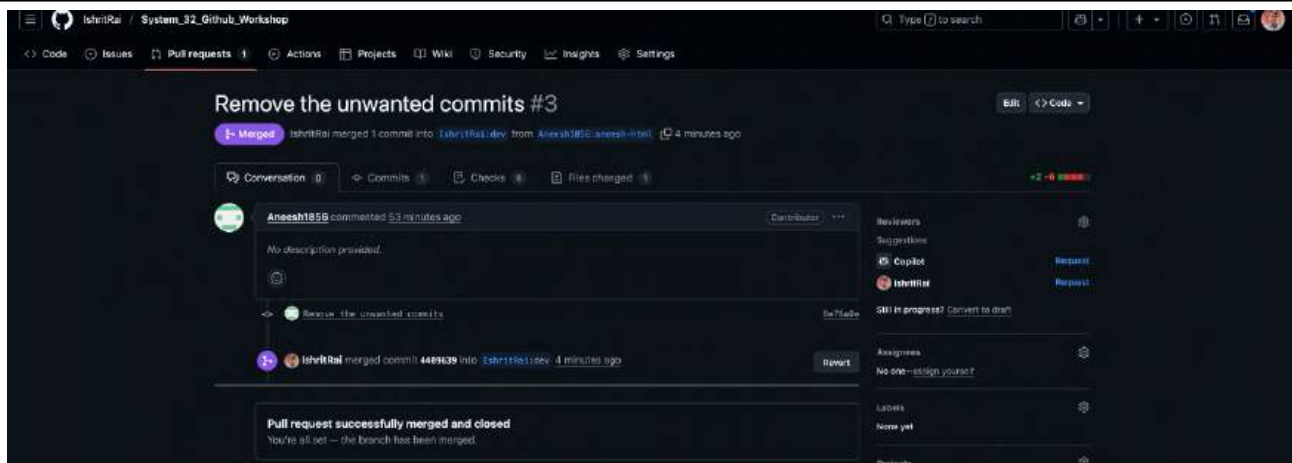 IshritRai / System_32_Github_Workshop
Type / to search
<> Code Issues Pull requests 1 Actions Projects Wiki Security Insights Settings
Remove the unwanted commits #3
Edit <> Code
Merged IshritRai merged 1 commit into IshritRai:dev from Aneesh1856:aneesh-html 4 minutes ago
Conversation 0 Commits 1 Checks Files changed 1
+2 -6
Aneesh1856 commented 53 minutes ago Contributor ...
No description provided.
Remove the unwanted commits
IshritRai merged commit 4409639 into IshritRai:dev 4 minutes ago Revert
Pull request successfully merged and closed
You're all set — the branch has been merged.
Reviewers
Suggestions
Copilot Request
IshritRai Request
Still in progress? Convert to draft
Assignees
No one—assign yourself
Labels
None yet